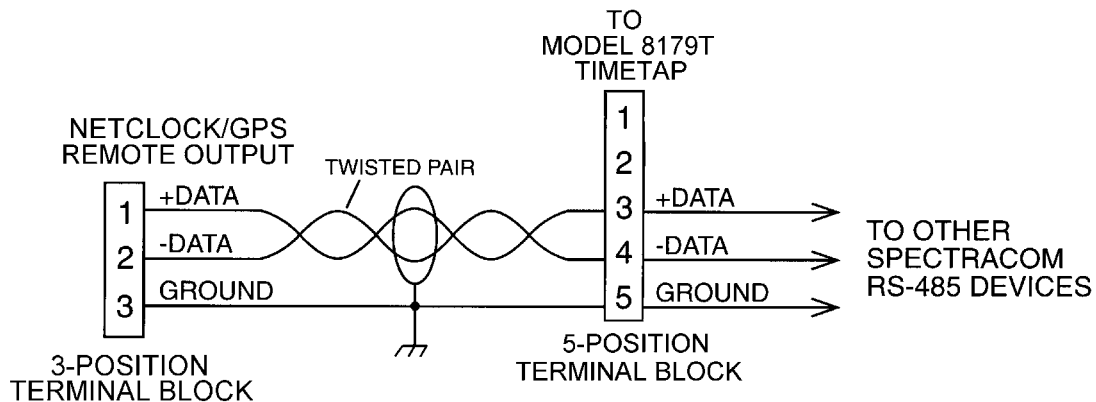 TO
MODEL 8179T
TIMETAP
NETCLOCK/GPS
REMOTE OUTPUT
TWISTED PAIR
1
2
3
+DATA
-DATA
GROUND
1
2
3
4
5
+DATA
-DATA
GROUND
TO OTHER
SPECTRACOM
RS-485 DEVICES
3-POSITION
TERMINAL BLOCK
5-POSITION
TERMINAL BLOCK